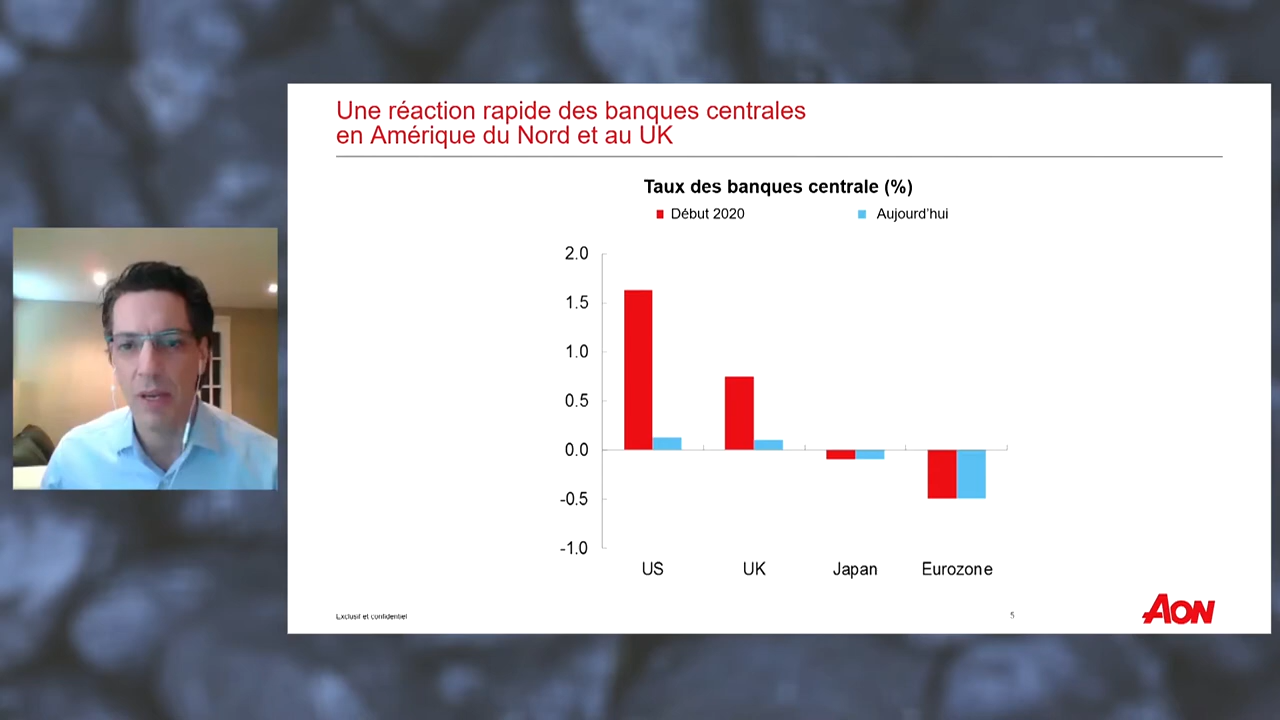 Une réaction rapide des banques centrales
en Amérique du Nord et au UK
Taux des banques centrale (%)
Début 2020
Aujourd'hui
2.0
1.5
1.0
0.5
0.0
-0.5
-1.0
US
UK
Japan
Eurozone
Exclusif et confidentiel
5
AON